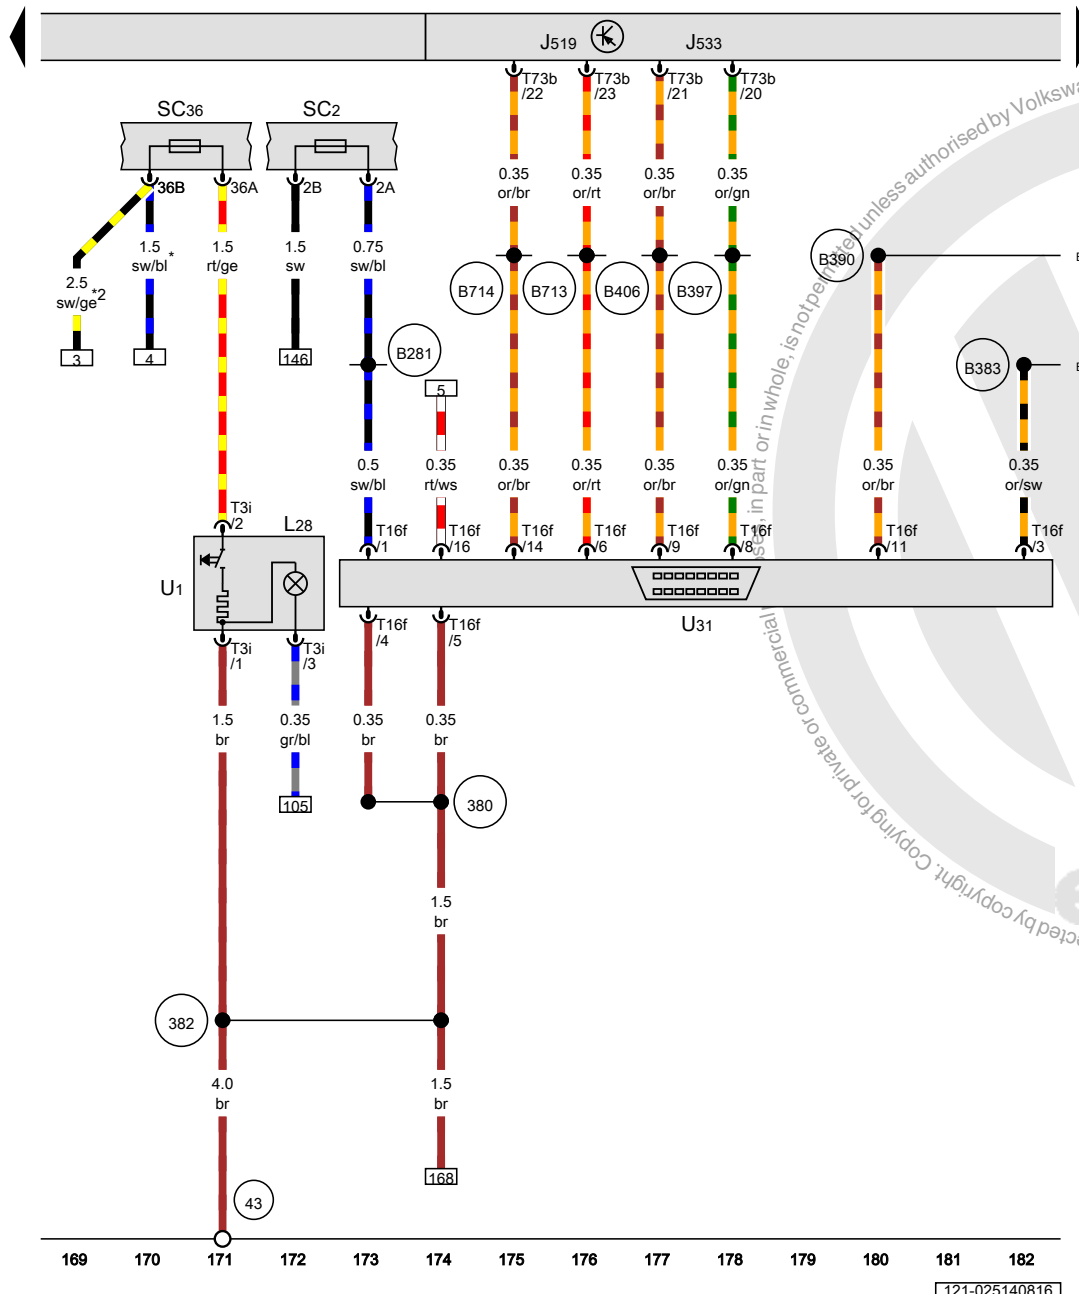 J519
J533
T73b
/22
T73b
/23
T73b
/21
T73b
/20
SC36
SC2
36B
36A
2B
2A
0.35
or/br
0.35
or/rt
0.35
or/br
0.35
or/gn
1.5
sw/bl*
1.5
rt/ge
1.5
sw
0.75
sw/bl
2.5
sw/ge*2
B714
B713
B406
B397
B390
3
4
146
B281
B383
5
0.5
sw/bl
0.35
rt/ws
0.35
or/br
0.35
or/rt
0.35
or/br
0.35
or/gn
0.35
or/br
0.35
or/sw
T3i
/2
L28
T16f
/1
T16f
/16
T16f
/14
T16f
/6
T16f
/9
T16f
/8
T16f
/11
T16f
/3
U1
U31
T3i
/1
T3i
/3
T16f
/4
T16f
/5
1.5
br
0.35
gr/bl
0.35
br
0.35
br
105
380
1.5
br
382
4.0
br
1.5
br
168
43
169 170 171 172 173 174 175 176 177 178 179 180 181 182
121-025140816
in part or in whole, is not permitted unless authorised by
commercial
Copying for private or
by copyright.